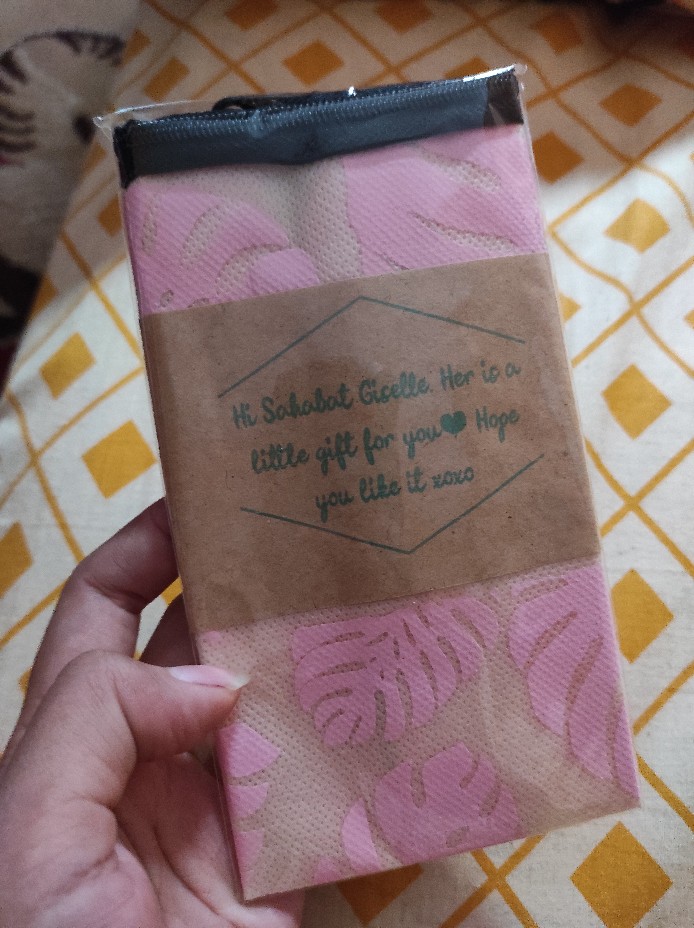 Hi Sahabat Giselle. Her is a
little gift for you♥ Hope
you like it xoxo